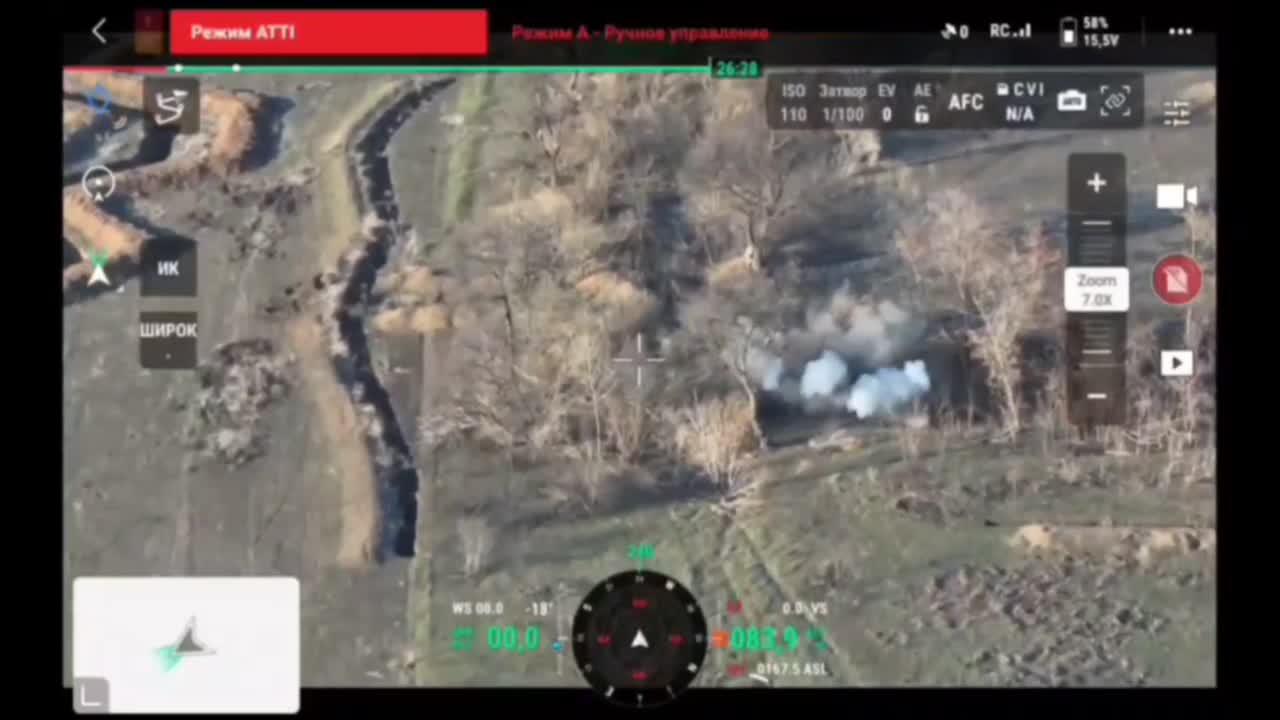 Режим ATTI
Режим A - Ручное управление
0
RC
58%
15,5V
26:28
ISO
110
Затвор
1/100
EV
0
AE
AFC
CVI
N/A
ИК
ШИРОК
Zoom
7.0X
WS 00.0
-18°
00,0
0.0 VS
083,9
0167.5 ASL